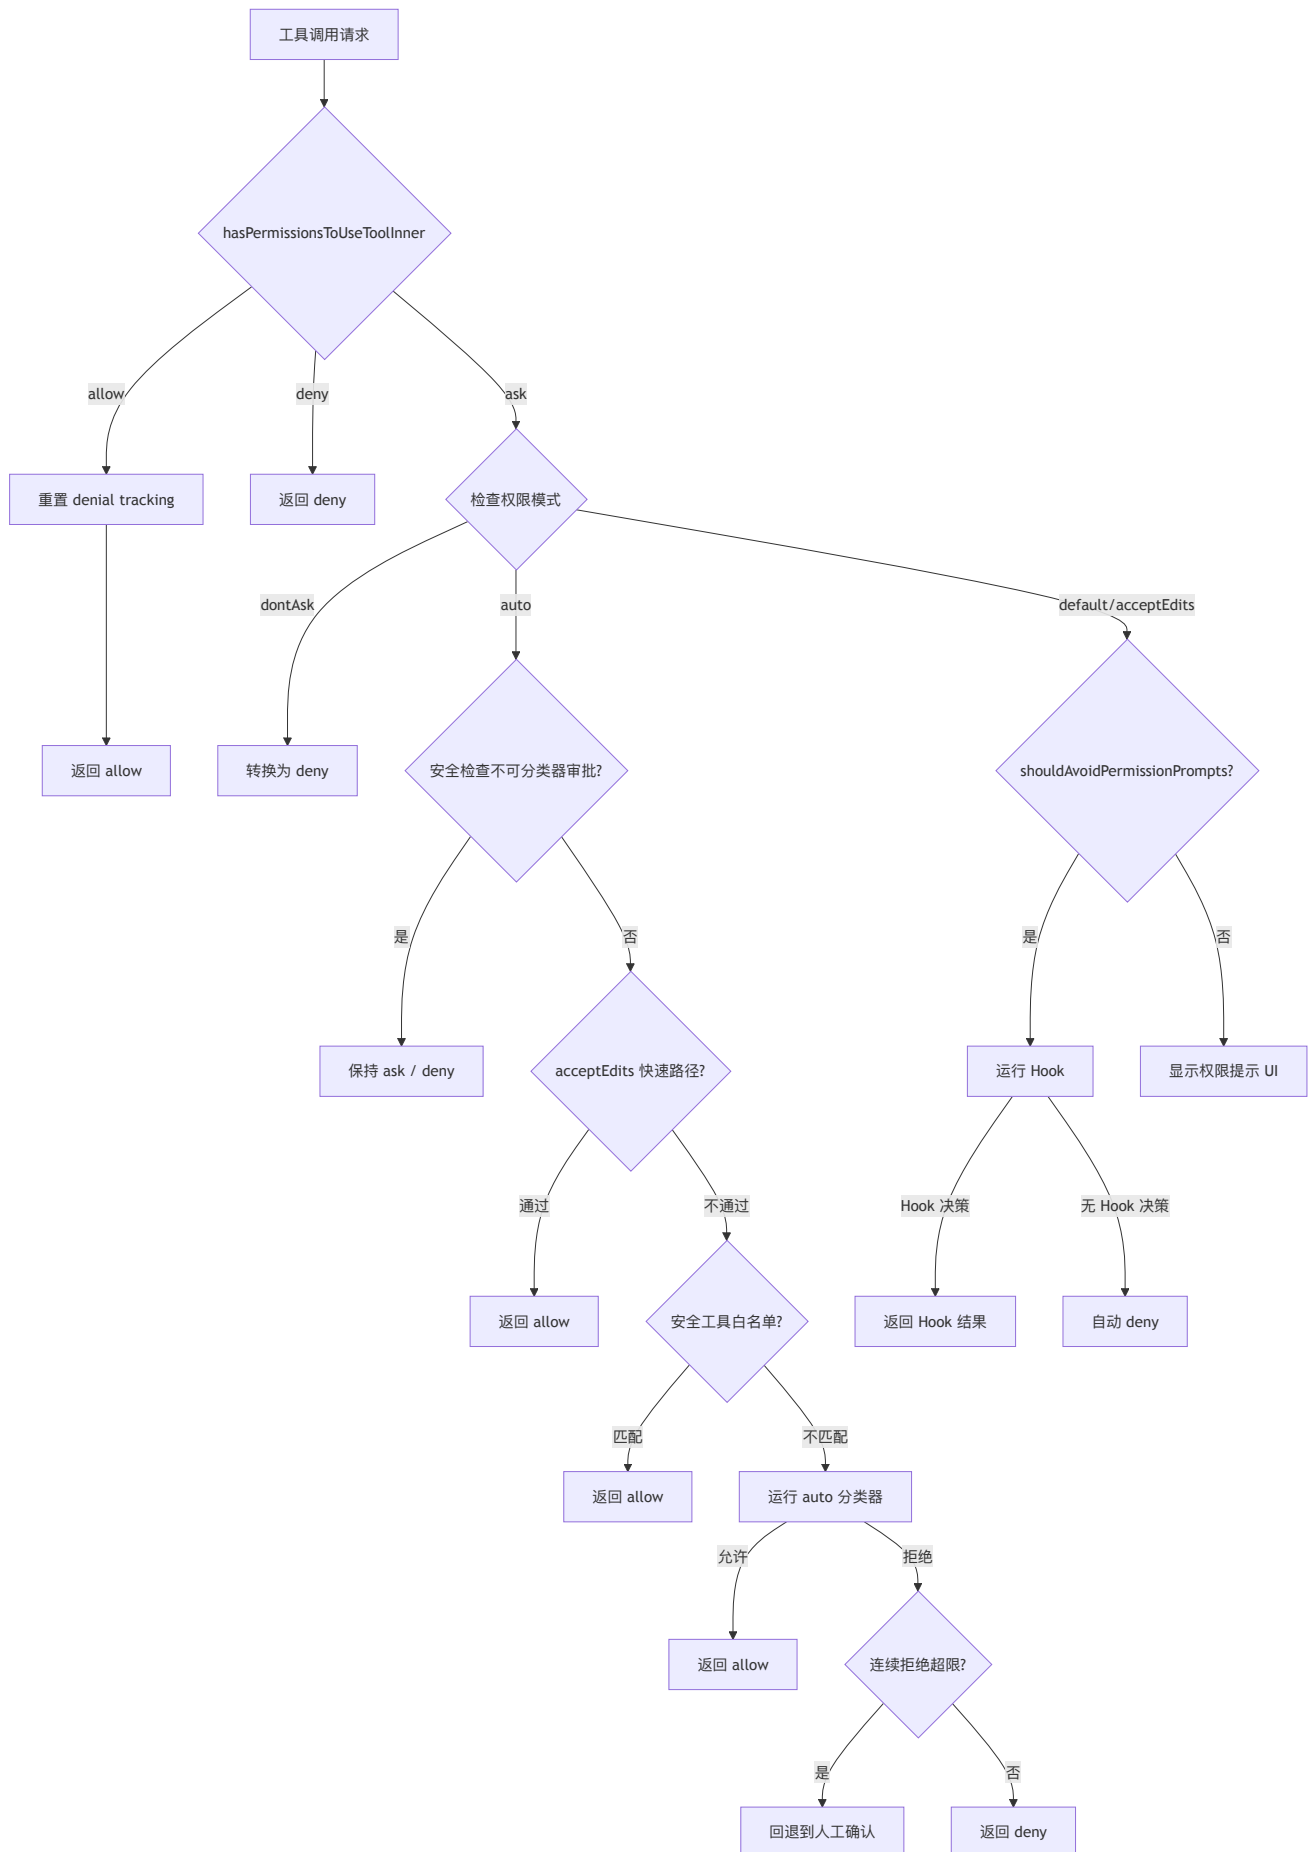 工具调用请求
hasPermissionsToUseToolInner
allow
deny
ask
重置 denial tracking
返回 deny
检查权限模式
dontAsk
auto
default/acceptEdits
返回 allow
转换为 deny
安全检查不可分类器审批?
shouldAvoidPermissionPrompts?
是
否
是
否
保持 ask / deny
acceptEdits 快速路径?
运行 Hook
显示权限提示 UI
通过
不通过
Hook 决策
无 Hook 决策
返回 allow
安全工具白名单?
返回 Hook 结果
自动 deny
匹配
不匹配
返回 allow
运行 auto 分类器
允许
拒绝
返回 allow
连续拒绝超限?
是
否
回退到人工确认
返回 deny